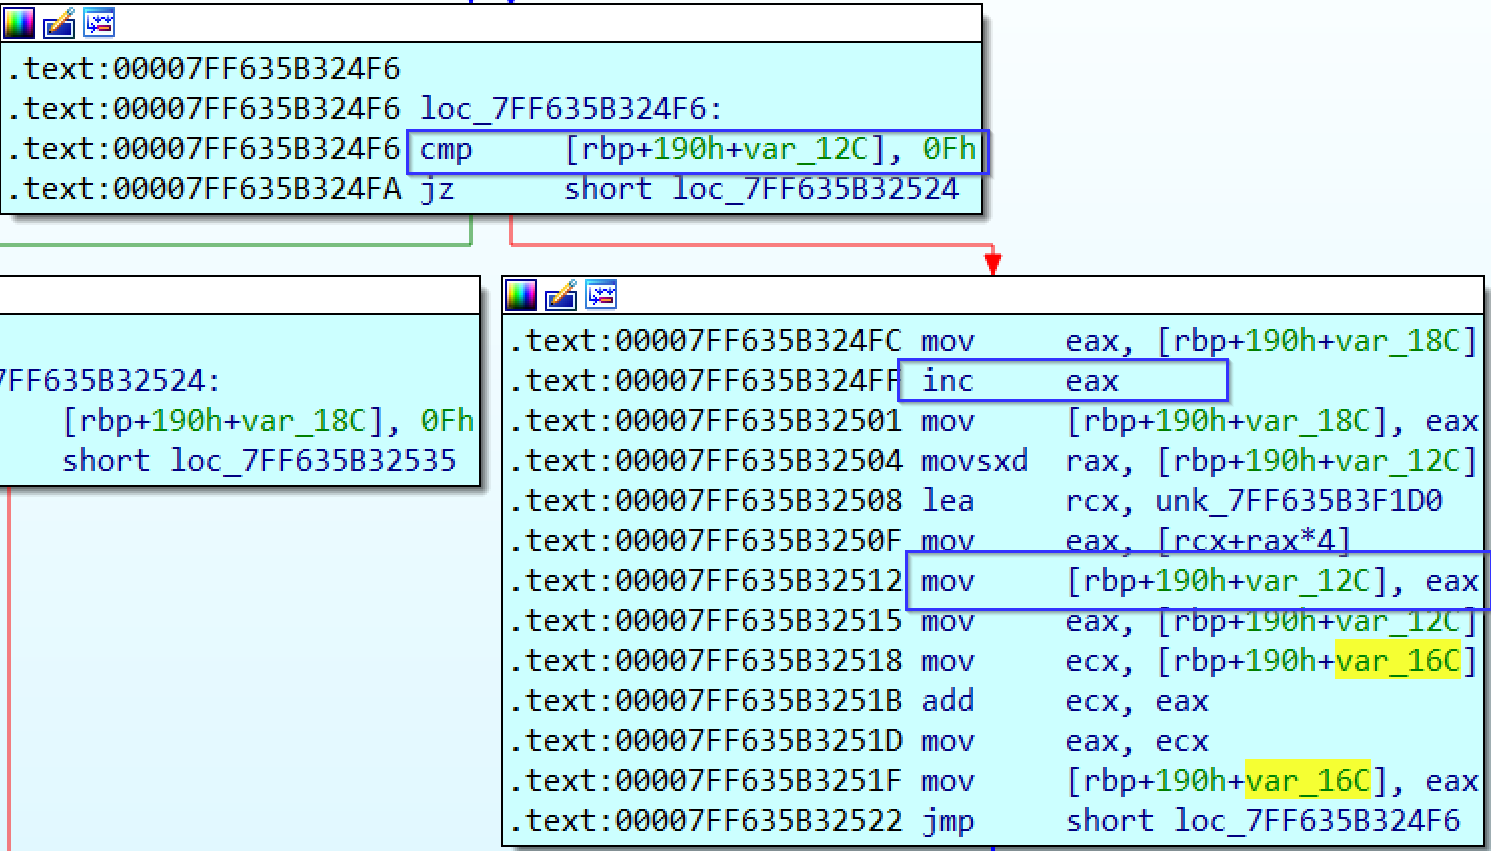 .text:00007FF635B324F6
.text:00007FF635B324F6 loc_7FF635B324F6:
.text:00007FF635B324F6 cmp [rbp+190h+var_12C], 0Fh
.text:00007FF635B324FA jz short loc_7FF635B32524
7FF635B32524:
[rbp+190h+var_18C], 0Fh
short loc_7FF635B32535
.text:00007FF635B324FC mov eax, [rbp+190h+var_18C]
.text:00007FF635B324FF inc eax
.text:00007FF635B32501 mov [rbp+190h+var_18C], eax
.text:00007FF635B32504 movsxd rax, [rbp+190h+var_12C]
.text:00007FF635B32508 lea rcx, unk_7FF635B3F1D0
.text:00007FF635B3250F mov eax, [rcx+rax*4]
.text:00007FF635B32512 mov [rbp+190h+var_12C], eax
.text:00007FF635B32515 mov eax, [rbp+190h+var_12C]
.text:00007FF635B32518 mov ecx, [rbp+190h+var_16C]
.text:00007FF635B3251B add ecx, eax
.text:00007FF635B3251D mov eax, ecx
.text:00007FF635B3251F mov [rbp+190h+var_16C], eax
.text:00007FF635B32522 jmp short loc_7FF635B324F6